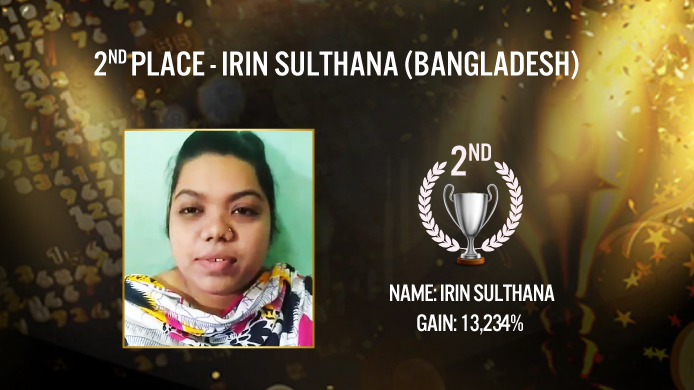 2ND PLACE - IRIN SULTHANA (BANGLADESH)
2ND
NAME: IRIN SULTHANA
GAIN: 13,234%